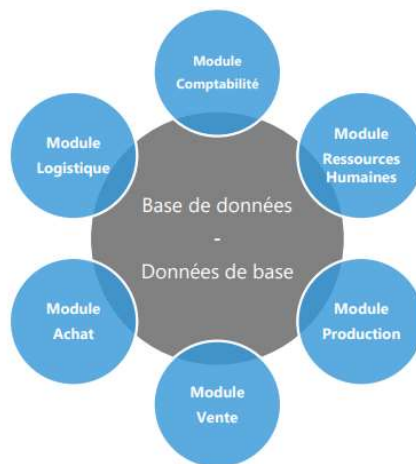 Module
Comptabilité
Module
Logistique
Module
Ressources
Humaines
Base de données
-
Données de base
Module
Achat
Module
Production
Module
Vente